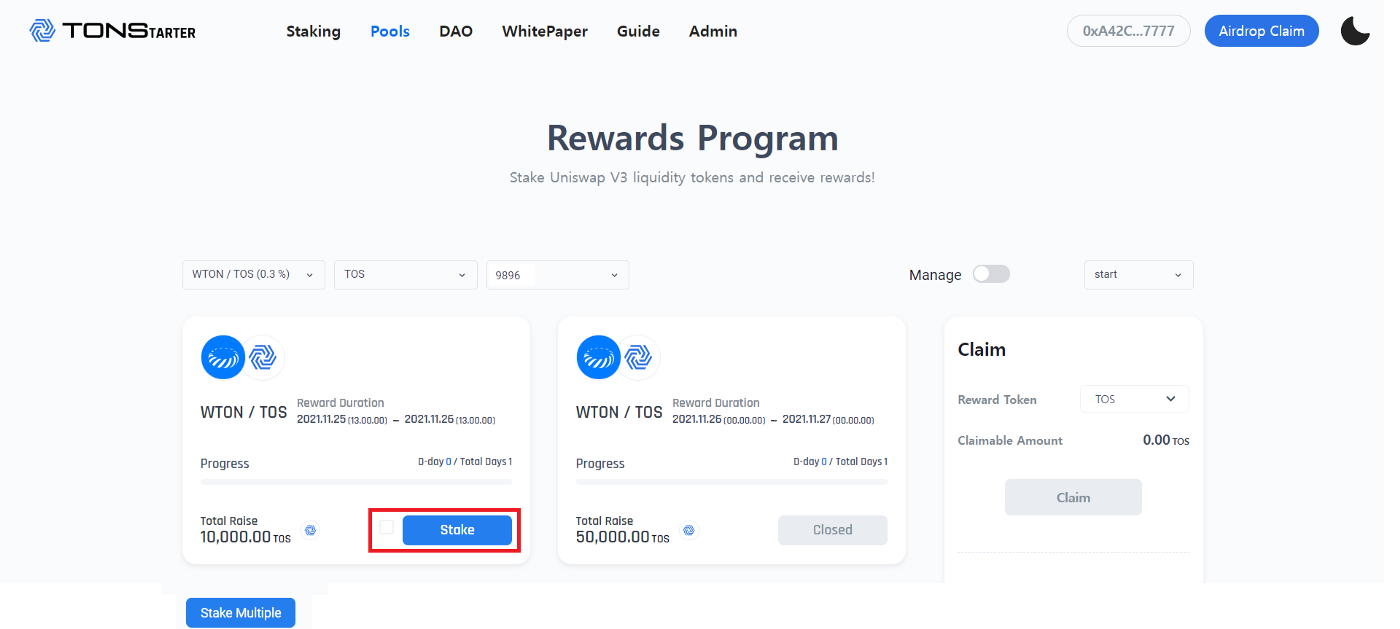 TONSTARTER Staking Pools DAO WhitePaper Guide Admin 0xA42C...7777 Airdrop Claim
Rewards Program
Stake Uniswap V3 liquidity tokens and receive rewards!
WTON / TOS (0.3 %) TOS 9896 Manage start
WTON / TOS
Reward Duration
2021.11.25 (13.00.00) ~ 2021.11.26 (13.00.00)
Progress
D-day 0 / Total Days 1
Total Raise
10,000.00 TOS
Stake
WTON / TOS
Reward Duration
2021.11.26 (00.00.00) ~ 2021.11.27 (00.00.00)
Progress
D-day 0 / Total Days 1
Total Raise
50,000.00 TOS
Closed
Claim
Reward Token TOS
Claimable Amount 0.00 TOS
Claim
Stake Multiple